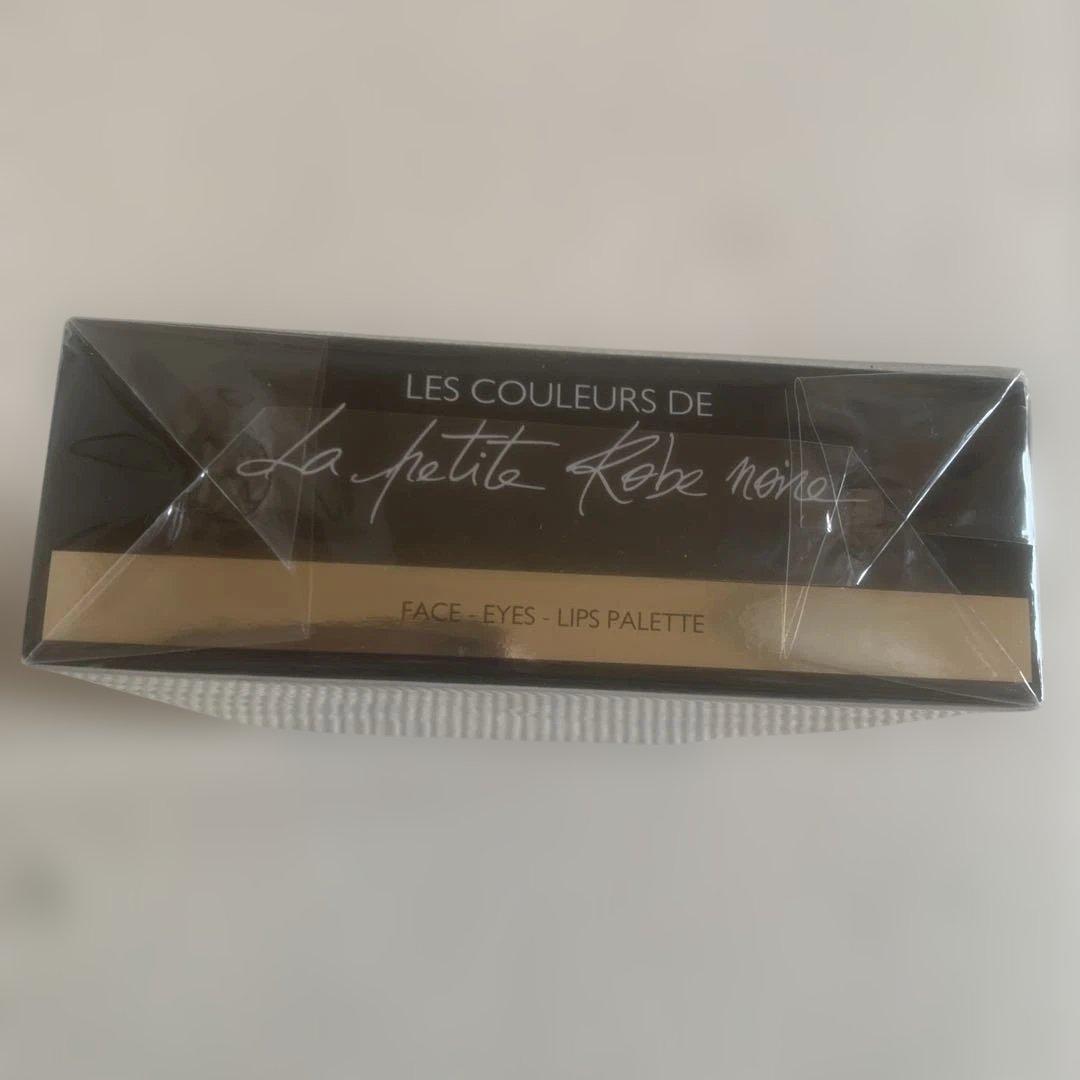 LES COULEURS DE
La petite Robe noire
FACE - EYES - LIPS PALETTE